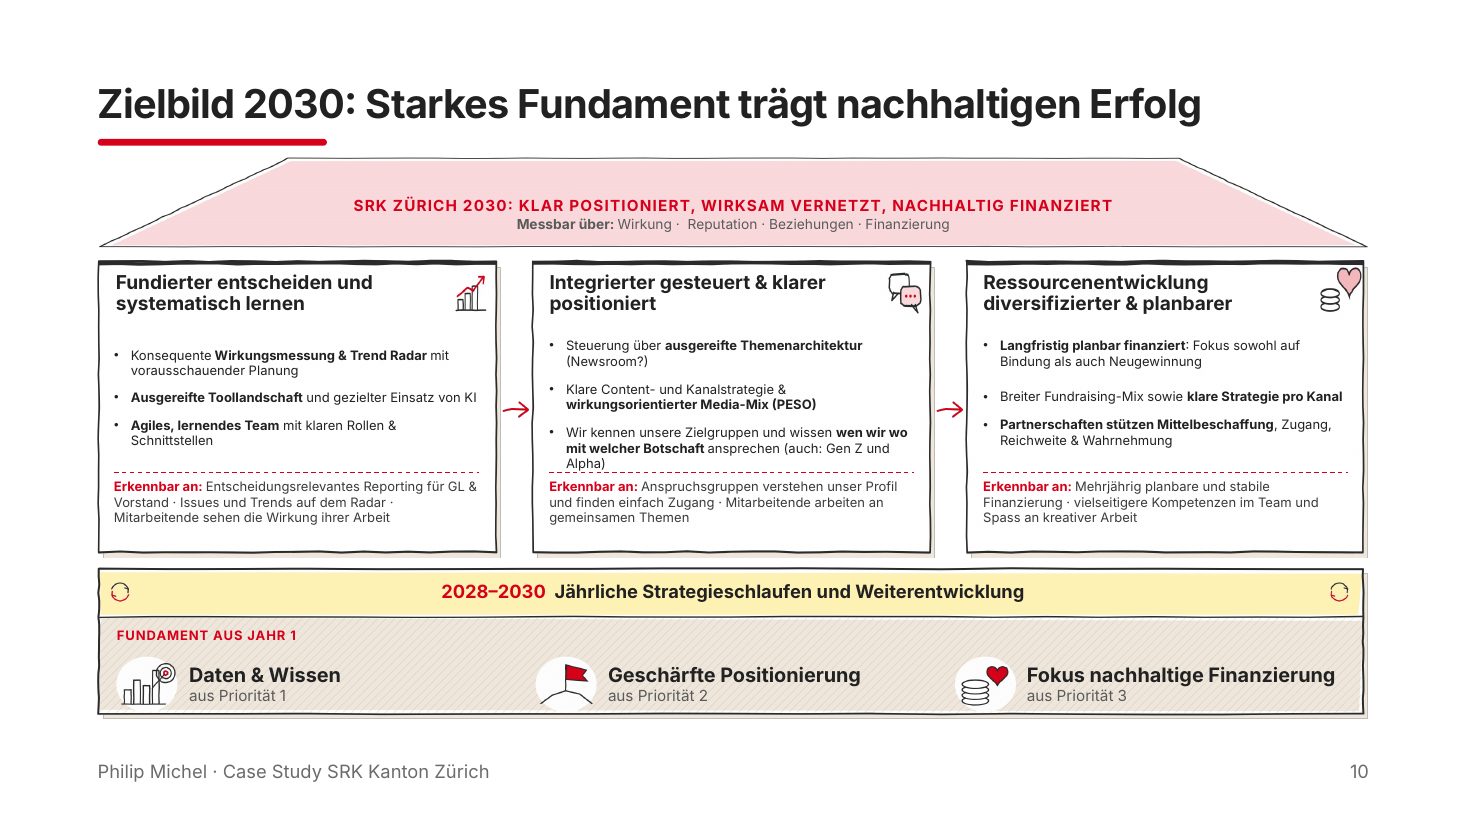 Zielbild 2030: Starkes Fundament trägt nachhaltigen Erfolg
SRK ZÜRICH 2030: KLAR POSITIONIERT, WIRKSAM VERNETZT, NACHHALTIG FINANZIERT
Messbar über: Wirkung · Reputation · Beziehungen · Finanzierung
Fundierter entscheiden und
systematisch lernen
• Konsequente Wirkungsmessung & Trend Radar mit
vorausschauender Planung
• Ausgereifte Toollandschaft und gezielter Einsatz von KI
• Agiles, lernendes Team mit klaren Rollen &
Schnittstellen
Erkennbar an: Entscheidungsrelevantes Reporting für GL &
Vorstand · Issues und Trends auf dem Radar ·
Mitarbeitende sehen die Wirkung ihrer Arbeit
Integrierter gesteuert & klarer
positioniert
• Steuerung über ausgereifte Themenarchitektur
(Newsroom?)
• Klare Content- und Kanalstrategie &
wirkungsorientierter Media-Mix (PESO)
• Wir kennen unsere Zielgruppen und wissen wen wir wo
mit welcher Botschaft ansprechen (auch: Gen Z und
Alpha)
Erkennbar an: Anspruchsgruppen verstehen unser Profil
und finden einfach Zugang · Mitarbeitende arbeiten an
gemeinsamen Themen
Ressourcenentwicklung
diversifizierter & planbarer
• Langfristig planbar finanziert: Fokus sowohl auf
Bindung als auch Neugewinnung
• Breiter Fundraising-Mix sowie klare Strategie pro Kanal
• Partnerschaften stützen Mittelbeschaffung, Zugang,
Reichweite & Wahrnehmung
Erkennbar an: Mehrjährig planbare und stabile
Finanzierung · vielseitigere Kompetenzen im Team und
Spass an kreativer Arbeit
2028–2030 Jährliche Strategieschlaufen und Weiterentwicklung
FUNDAMENT AUS JAHR 1
Daten & Wissen
aus Priorität 1
Geschärfte Positionierung
aus Priorität 2
Fokus nachhaltige Finanzierung
aus Priorität 3
Philip Michel · Case Study SRK Kanton Zürich
10